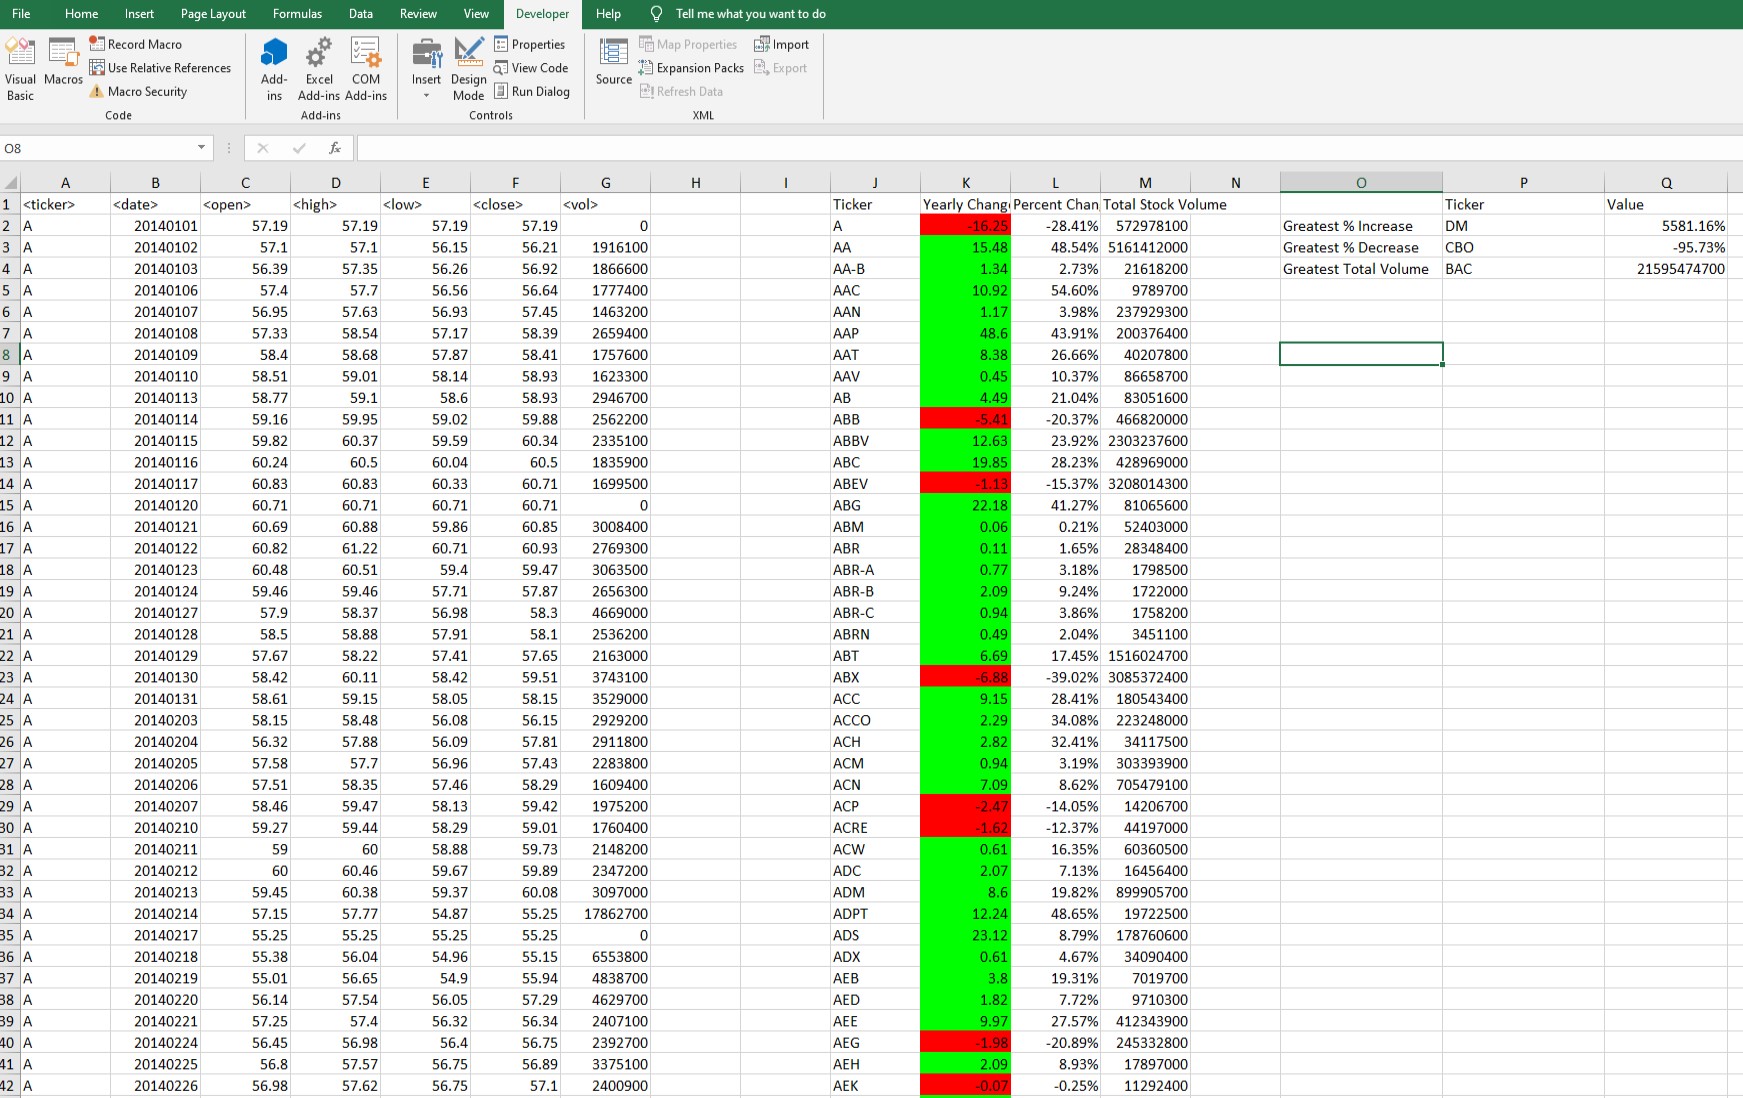 File Home Insert Page Layout Formulas Data Review View Developer Help Tell me what you want to do
Visual Basic Macros Record Macro Use Relative References Macro Security Code
Add-ins Excel Add-ins COM Add-ins Add-ins
Insert Design Mode Properties View Code Run Dialog Controls
Source Map Properties Expansion Packs Refresh Data Import Export XML
O8 fx
A B C D E F G H I J K L M N O P Q
1 <ticker> <date> <open> <high> <low> <close> <vol> Ticker Yearly Chang Percent Chan Total Stock Volume Ticker Value
2 A 20140101 57.19 57.19 57.19 57.19 0 A -16.25 -28.41% 572978100 Greatest % Increase DM 5581.16%
3 A 20140102 57.1 57.1 56.15 56.21 1916100 AA 15.48 48.54% 5161412000 Greatest % Decrease CBO -95.73%
4 A 20140103 56.39 57.35 56.26 56.92 1866600 AA-B 1.34 2.73% 21618200 Greatest Total Volume BAC 21595474700
5 A 20140106 57.4 57.7 56.56 56.64 1777400 AAC 10.92 54.60% 9789700
6 A 20140107 56.95 57.63 56.93 57.45 1463200 AAN 1.17 3.98% 237929300
7 A 20140108 57.33 58.54 57.17 58.39 2659400 AAP 48.6 43.91% 200376400
8 A 20140109 58.4 58.68 57.87 58.41 1757600 AAT 8.38 26.66% 40207800
9 A 20140110 58.51 59.01 58.14 58.93 1623300 AAV 0.45 10.37% 86658700
10 A 20140113 58.77 59.1 58.6 58.93 2946700 AB 4.49 21.04% 83051600
11 A 20140114 59.16 59.95 59.02 59.88 2562200 ABB -5.41 -20.37% 466820000
12 A 20140115 59.82 60.37 59.59 60.34 2335100 ABBV 12.63 23.92% 2303237600
13 A 20140116 60.24 60.5 60.04 60.5 1835900 ABC 19.85 28.23% 428969000
14 A 20140117 60.83 60.83 60.33 60.71 1699500 ABEV -1.13 -15.37% 3208014300
15 A 20140120 60.71 60.71 60.71 60.71 0 ABG 22.18 41.27% 81065600
16 A 20140121 60.69 60.88 59.86 60.85 3008400 ABM 0.06 0.21% 52403000
17 A 20140122 60.82 61.22 60.71 60.93 2769300 ABR 0.11 1.65% 28348400
18 A 20140123 60.48 60.51 59.4 59.47 3063500 ABR-A 0.77 3.18% 1798500
19 A 20140124 59.46 59.46 57.71 57.87 2656300 ABR-B 2.09 9.24% 1722000
20 A 20140127 57.9 58.37 56.98 58.3 4669000 ABR-C 0.94 3.86% 1758200
21 A 20140128 58.5 58.88 57.91 58.1 2536200 ABRN 0.49 2.04% 3451100
22 A 20140129 57.67 58.22 57.41 57.65 2163000 ABT 6.69 17.45% 1516024700
23 A 20140130 58.42 60.11 58.42 59.51 3743100 ABX -6.88 -39.02% 3085372400
24 A 20140131 58.61 59.15 58.05 58.15 3529000 ACC 9.15 28.41% 180543400
25 A 20140203 58.15 58.48 56.08 56.15 2929200 ACCO 2.29 34.08% 223248000
26 A 20140204 56.32 57.88 56.09 57.81 2911800 ACH 2.82 32.41% 34117500
27 A 20140205 57.58 57.7 56.96 57.43 2283800 ACM 0.94 3.19% 303393900
28 A 20140206 57.51 58.35 57.46 58.29 1609400 ACN 7.09 8.62% 705479100
29 A 20140207 58.46 59.47 58.13 59.42 1975200 ACP -2.47 -14.05% 14206700
30 A 20140210 59.27 59.44 58.29 59.01 1760400 ACRE -1.62 -12.37% 44197000
31 A 20140211 59 60 58.88 59.73 2148200 ACW 0.61 16.35% 60360500
32 A 20140212 60 60.46 59.67 59.89 2347200 ADC 2.07 7.13% 16456400
33 A 20140213 59.45 60.38 59.37 60.08 3097000 ADM 8.6 19.82% 899905700
34 A 20140214 57.15 57.77 54.87 55.25 17862700 ADPT 12.24 48.65% 19722500
35 A 20140217 55.25 55.25 55.25 55.25 0 ADS 23.12 8.79% 178760600
36 A 20140218 55.38 56.04 54.96 55.15 6553800 ADX 0.61 4.67% 34090400
37 A 20140219 55.01 56.65 54.9 55.94 4838700 AEB 3.8 19.31% 7019700
38 A 20140220 56.14 57.54 56.05 57.29 4629700 AED 1.82 7.72% 9710300
39 A 20140221 57.25 57.4 56.32 56.34 2407100 AEE 9.97 27.57% 412343900
40 A 20140224 56.45 56.98 56.4 56.75 2392700 AEG -1.98 -20.89% 245332800
41 A 20140225 56.8 57.57 56.75 56.89 3375100 AEH 2.09 8.93% 17897000
42 A 20140226 56.98 57.62 56.75 57.1 2400900 AEK -0.07 -0.25% 11292400